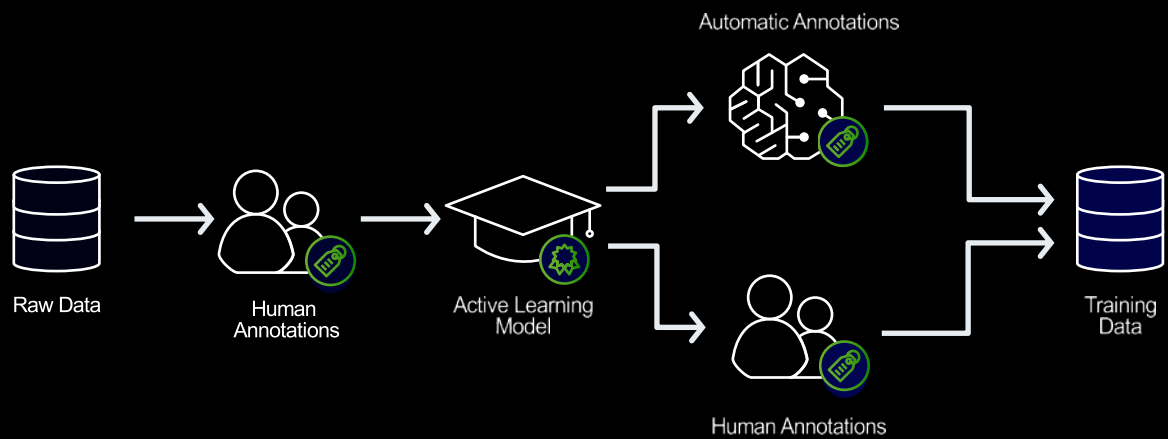 Automatic Annotations
Raw Data
Human
Annotations
Active Learning
Model
Training
Data
Human Annotations